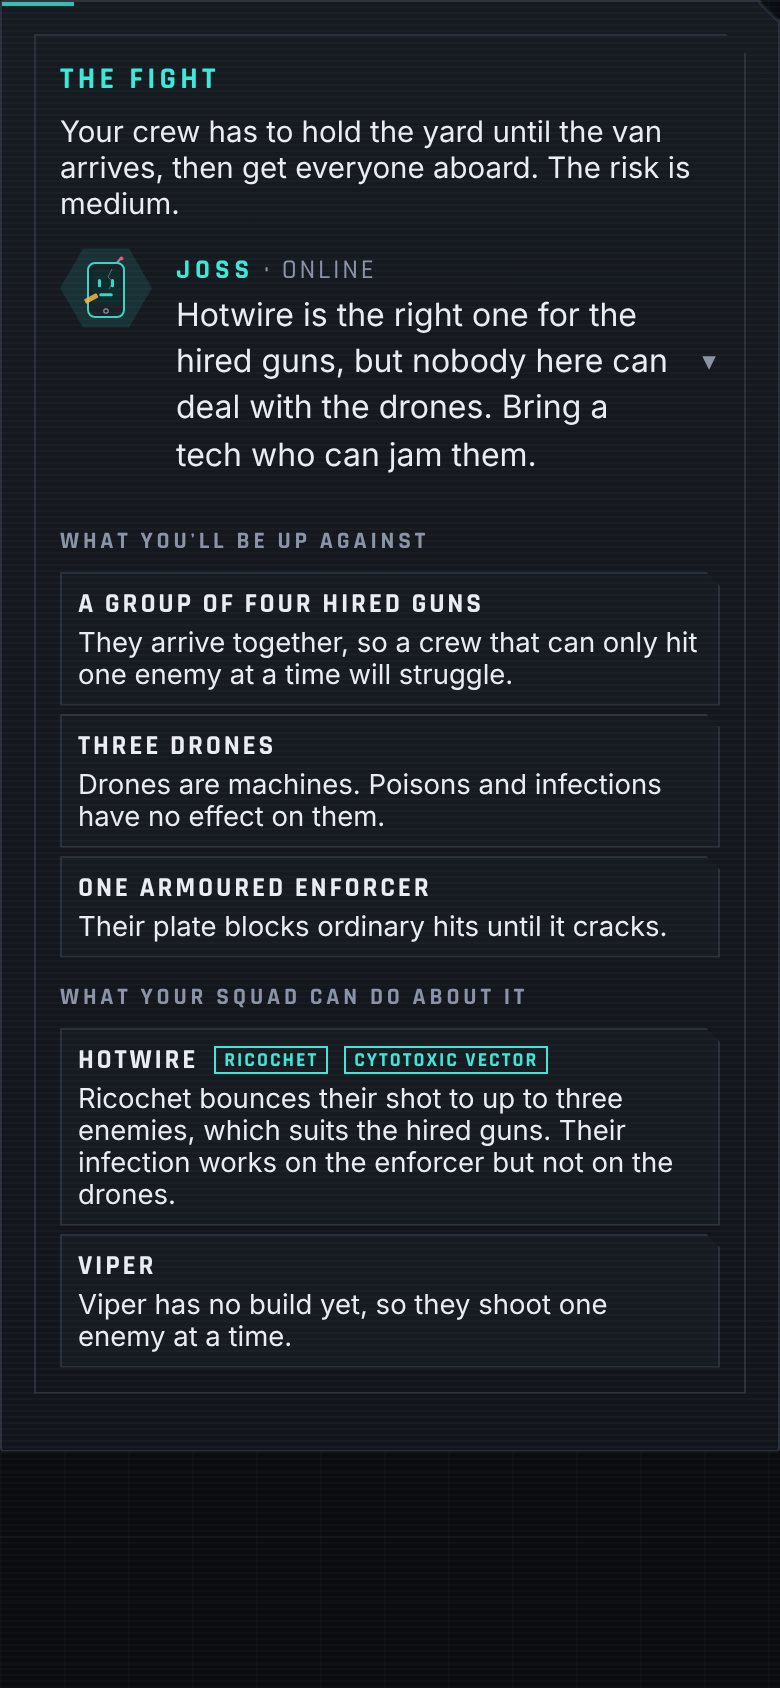 THE FIGHT
Your crew has to hold the yard until the van
arrives, then get everyone aboard. The risk is
medium.
JOSS · ONLINE
Hotwire is the right one for the
hired guns, but nobody here can ▼
deal with the drones. Bring a
tech who can jam them.
WHAT YOU'LL BE UP AGAINST
A GROUP OF FOUR HIRED GUNS
They arrive together, so a crew that can only hit
one enemy at a time will struggle.
THREE DRONES
Drones are machines. Poisons and infections
have no effect on them.
ONE ARMOURED ENFORCER
Their plate blocks ordinary hits until it cracks.
WHAT YOUR SQUAD CAN DO ABOUT IT
HOTWIRE RICOCHET CYTOTOXIC VECTOR
Ricochet bounces their shot to up to three
enemies, which suits the hired guns. Their
infection works on the enforcer but not on the
drones.
VIPER
Viper has no build yet, so they shoot one
enemy at a time.